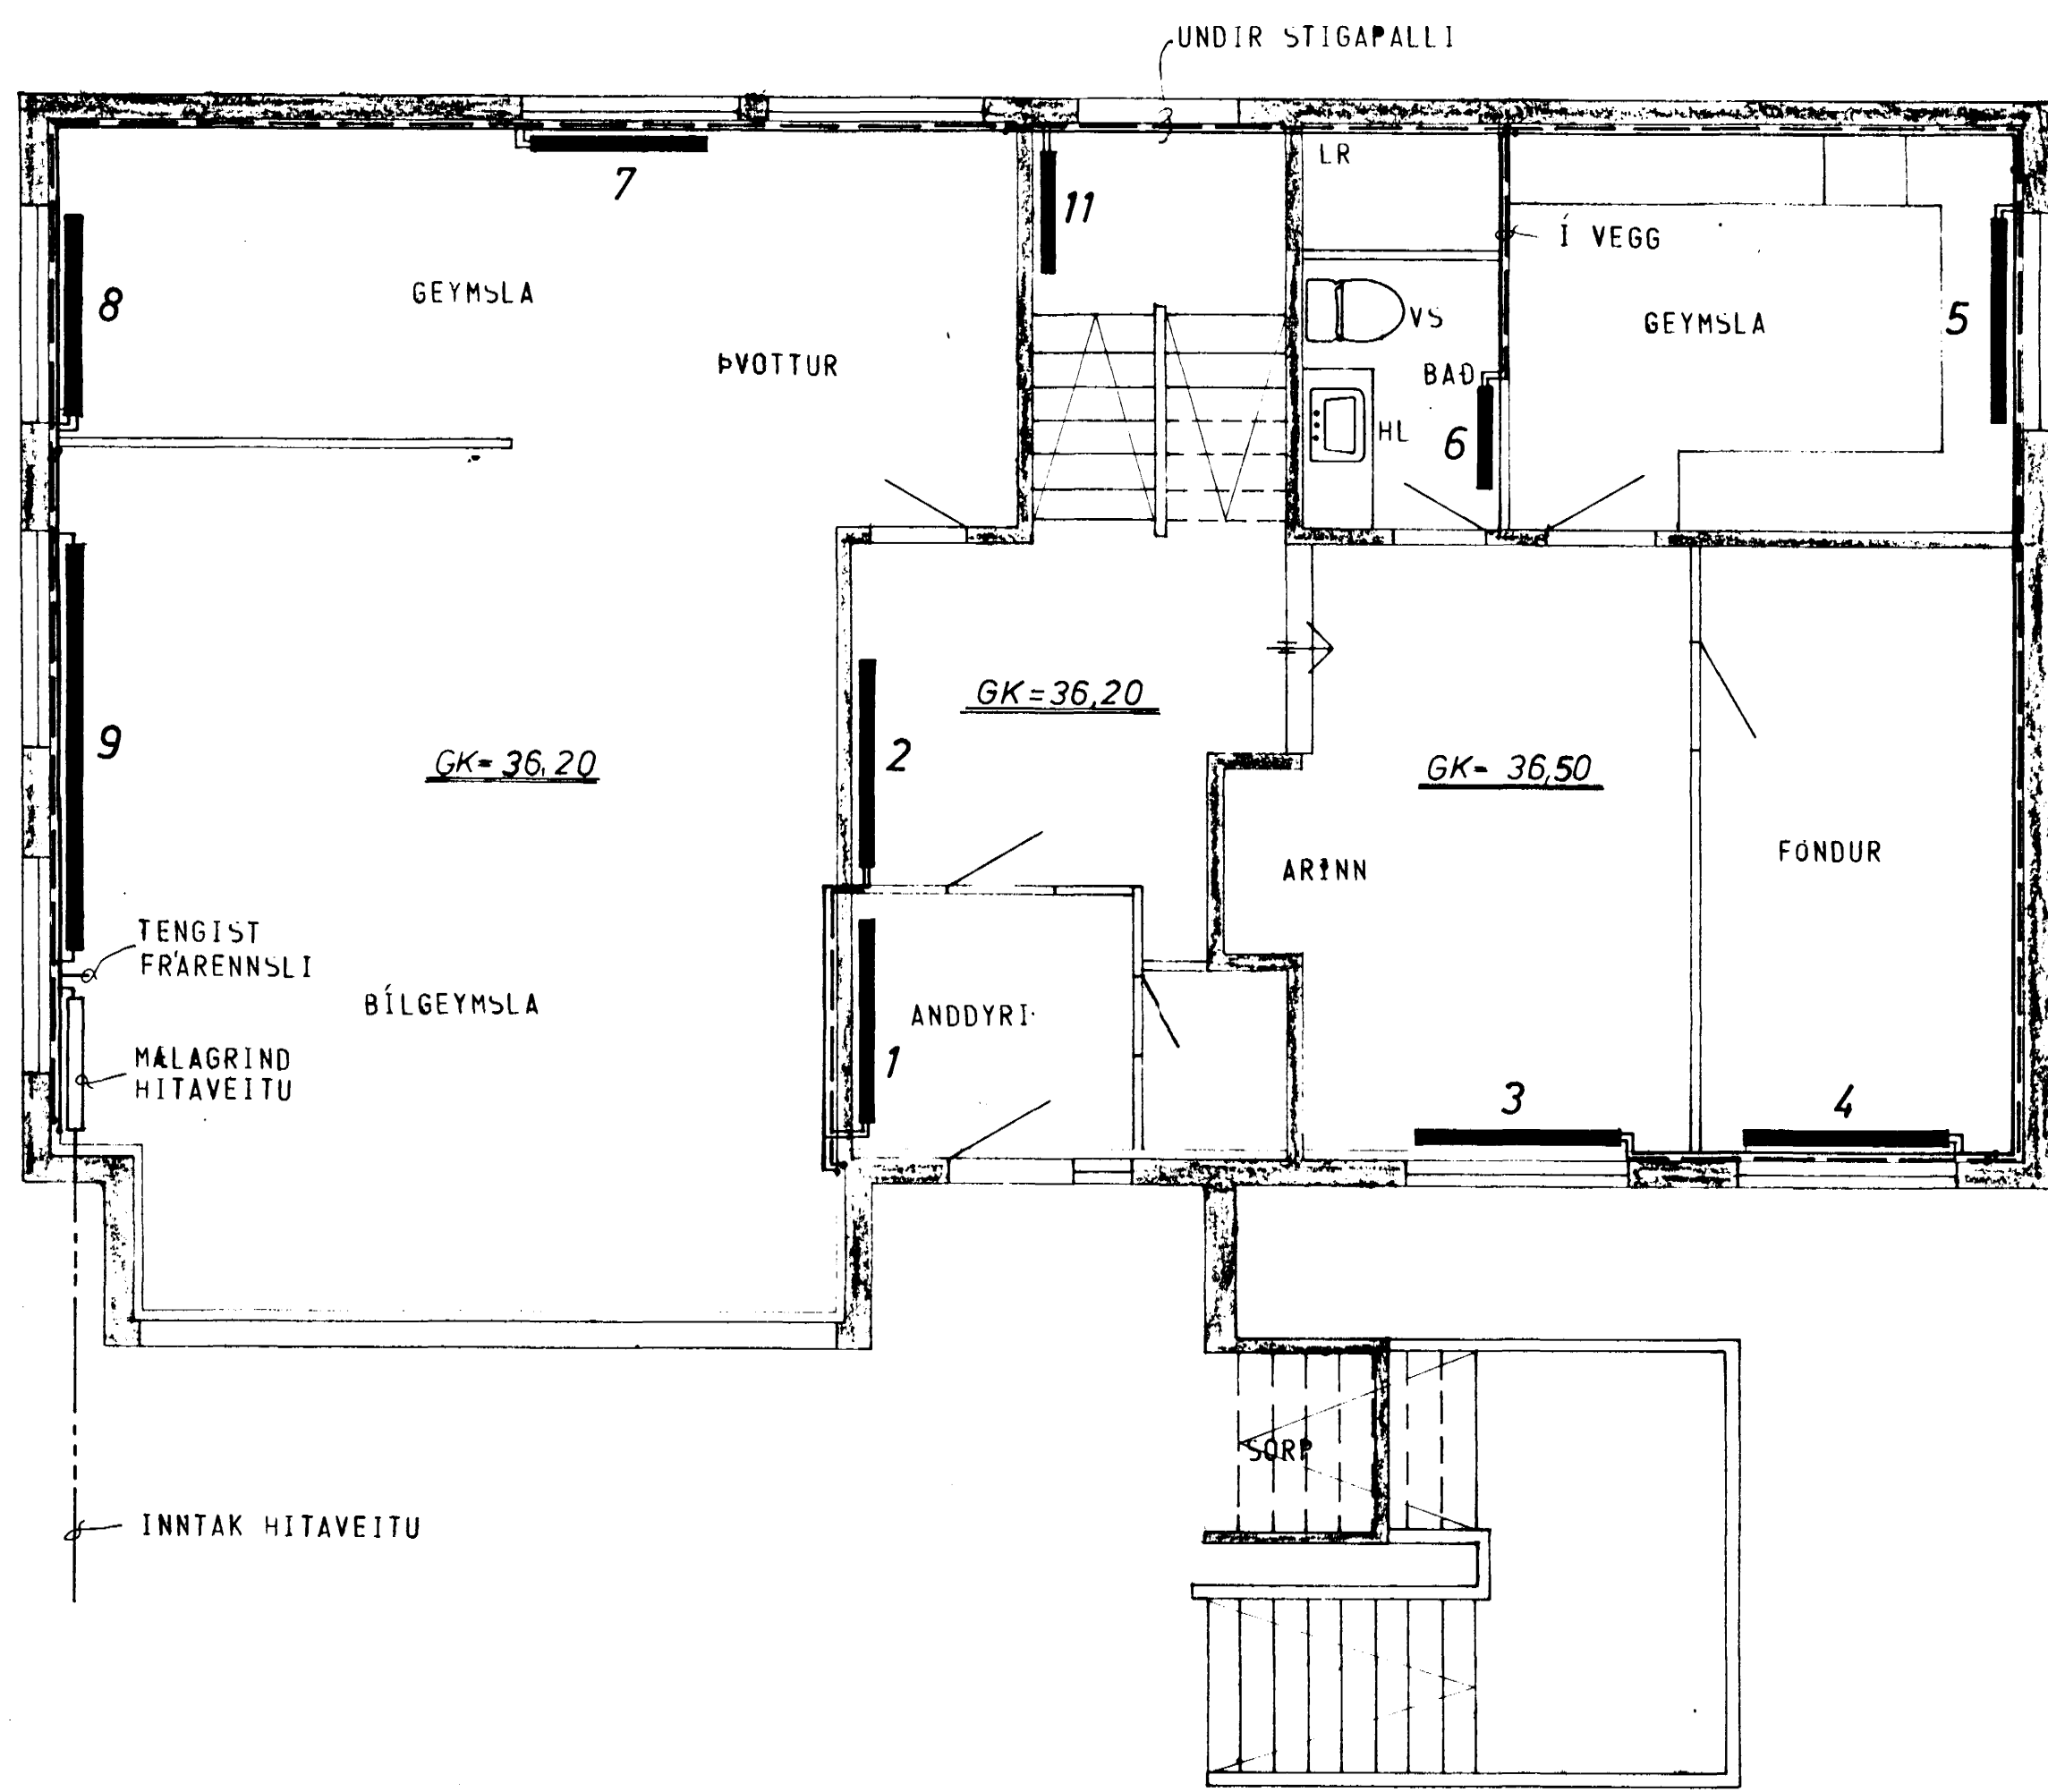 UNDIR STIGAPALLI
LR
7
11
Í VEGG
8
GEYMSLA
VS
GEYMSLA
5
ÞVOTTUR
BAÐ
HL
6
GK=36,20
9
2
GK= 36,20
GK- 36,50
ARINN
FÖNDUR
TENGIST
FRÁRENNSLI
BÍLGEYMSLA
ANDDYRI
MÆLAGRIND
HITAVEITU
1
3
4
SORP
INNTAK HITAVEITU